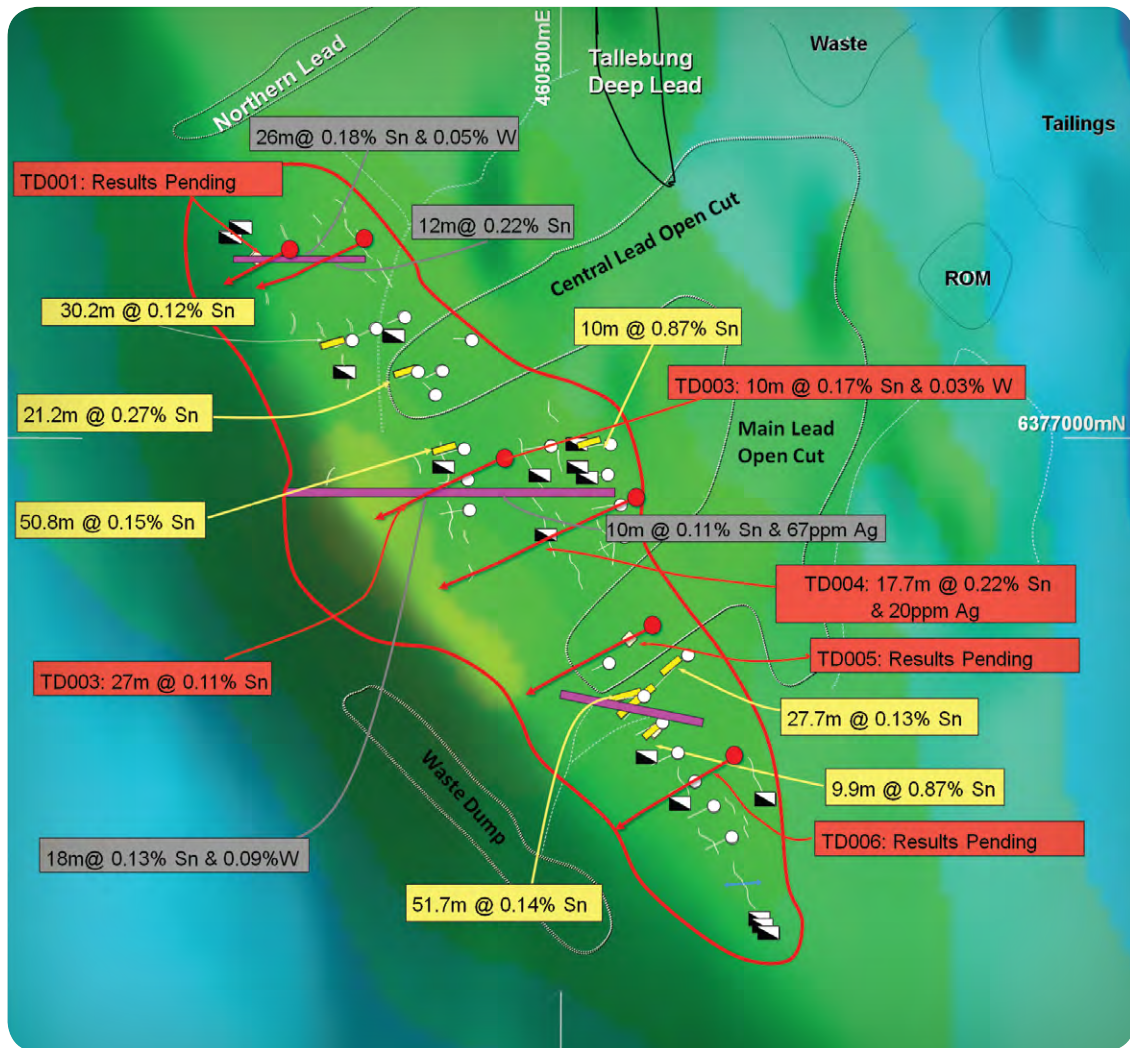 Waste
460500mE
Tallebung
Deep Lead
Northern Lead
Tailings
26m@ 0.18% Sn & 0.05% W
TD001: Results Pending
12m@ 0.22% Sn
Central Lead Open Cut
ROM
30.2m @ 0.12% Sn
10m @ 0.87% Sn
TD003: 10m @ 0.17% Sn & 0.03% W
21.2m @ 0.27% Sn
6377000mN
Main Lead
Open Cut
50.8m @ 0.15% Sn
10m @ 0.11% Sn & 67ppm Ag
TD004: 17.7m @ 0.22% Sn
& 20ppm Ag
TD005: Results Pending
TD003: 27m @ 0.11% Sn
27.7m @ 0.13% Sn
Waste Dump
9.9m @ 0.87% Sn
TD006: Results Pending
18m@ 0.13% Sn & 0.09%W
51.7m @ 0.14% Sn